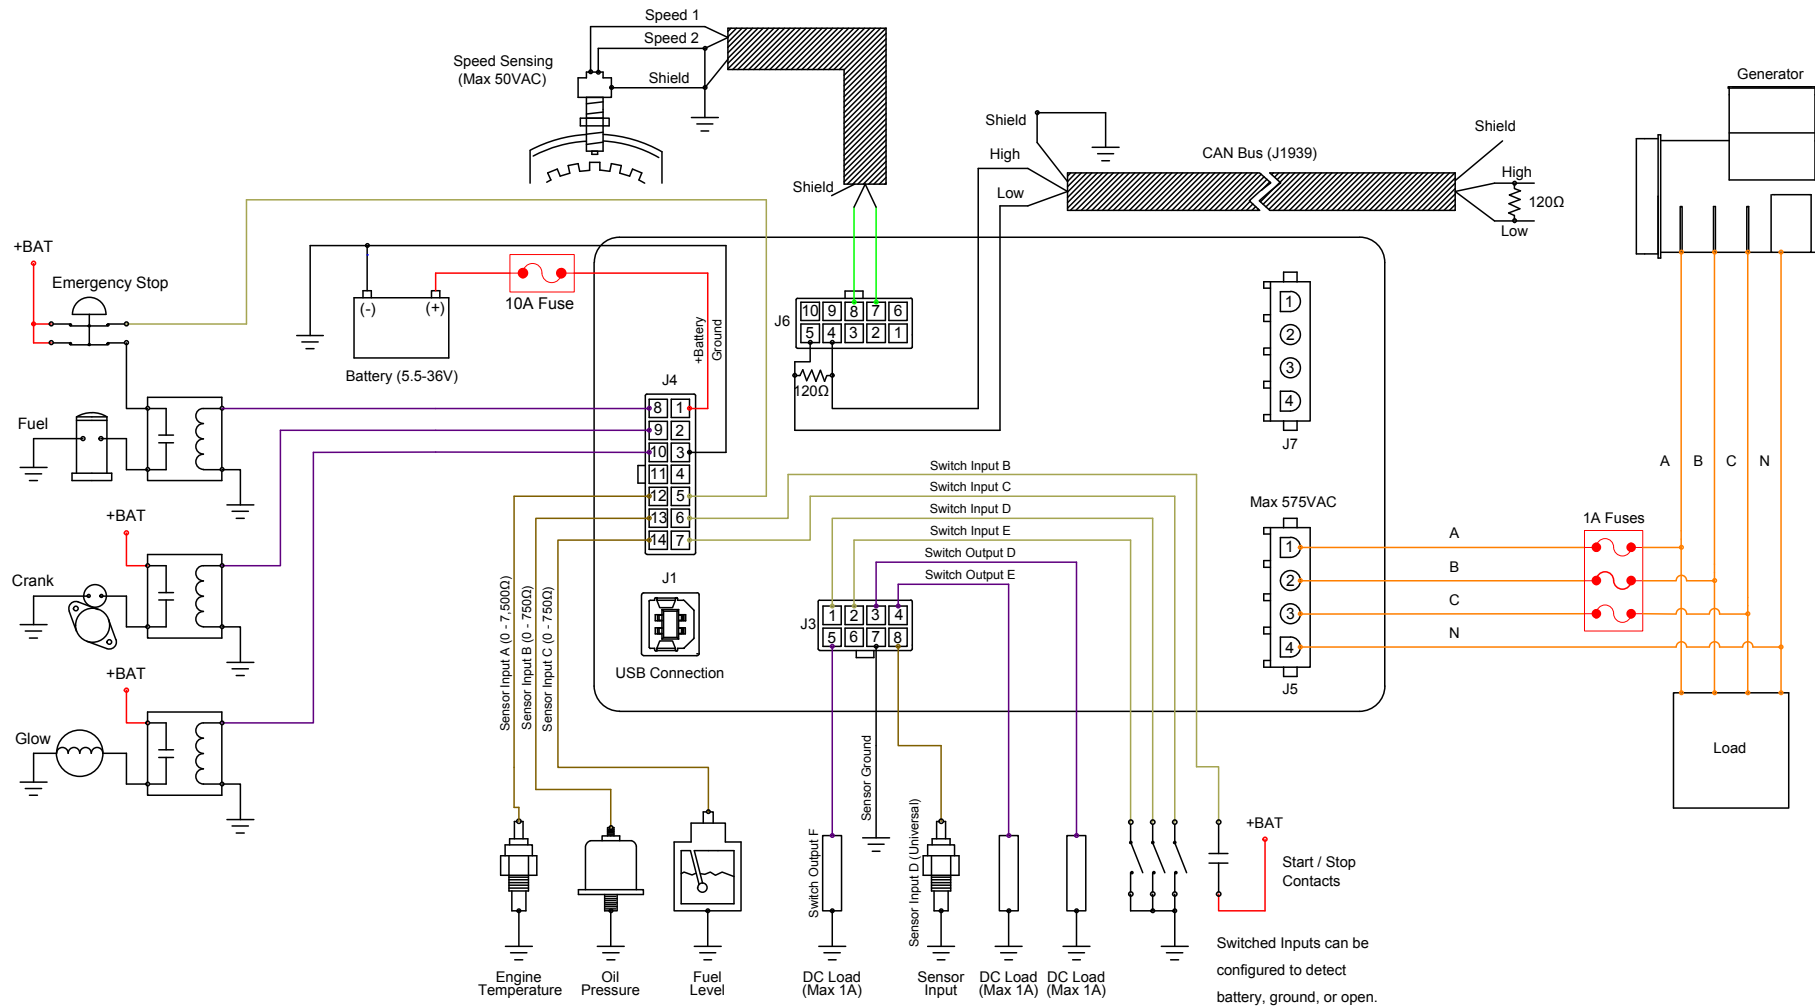 Speed 1
Speed 2
Speed Sensing
(Max 50VAC)
Shield
Shield
Shield
High
Low
CAN Bus (J1939)
Shield
High
120Ω
Low
Generator
+BAT
Emergency Stop
10A Fuse
(-)
(+)
Battery (5.5-36V)
+Battery
Ground
J6
10 9 8 7 6
5 4 3 2 1
120Ω
1
2
3
4
J7
J4
8 1
9 2
10 3
11 4
12 5
13 6
14 7
Fuel
+BAT
Crank
+BAT
Glow
Switch Input B
Switch Input C
Switch Input D
Switch Input E
Switch Output D
Switch Output E
J1
USB Connection
J3
1 2 3 4
5 6 7 8
A
B
C
N
Max 575VAC
1
2
3
4
J5
A
B
C
N
1A Fuses
Load
Sensor Input A (0 - 7,500Ω)
Sensor Input B (0 - 750Ω)
Sensor Input C (0 - 750Ω)
Switch Output F
Sensor Ground
Sensor Input D (Universal)
+BAT
Start / Stop
Contacts
Engine
Temperature
Oil
Pressure
Fuel
Level
DC Load
(Max 1A)
Sensor
Input
DC Load
(Max 1A)
DC Load
(Max 1A)
Switched Inputs can be
configured to detect
battery, ground, or open.